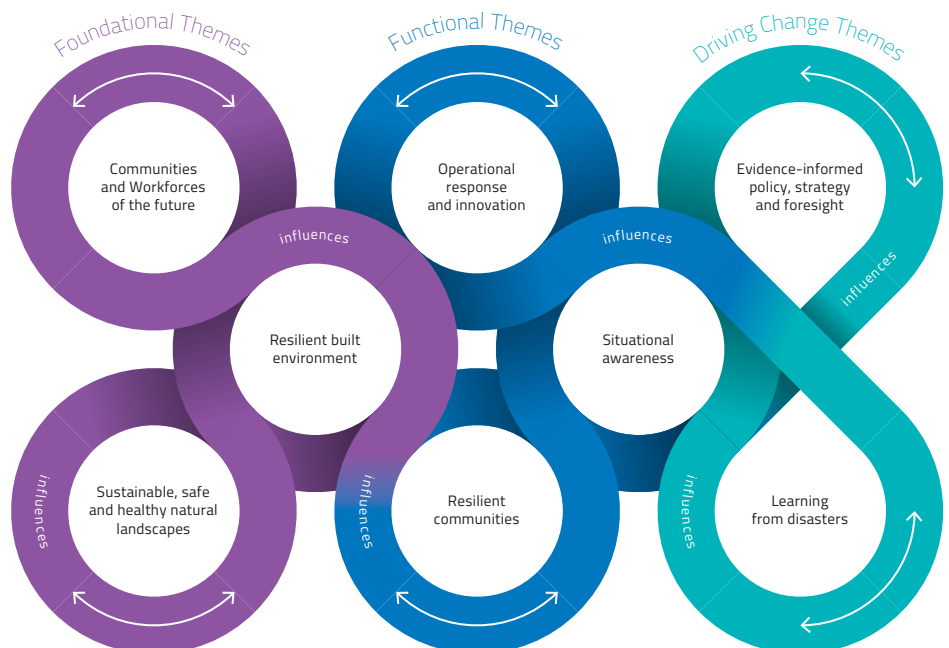 Foundational Themes
Functional Themes
Driving Change Themes
Communities
and Workforces
of the future
Operational
response
and innovation
Evidence-informed
policy, strategy
and foresight
influences
influences
influences
Resilient built
environment
Situational
awareness
influences
Sustainable, safe
and healthy natural
landscapes
influences
Resilient
communities
influences
Learning
from disasters